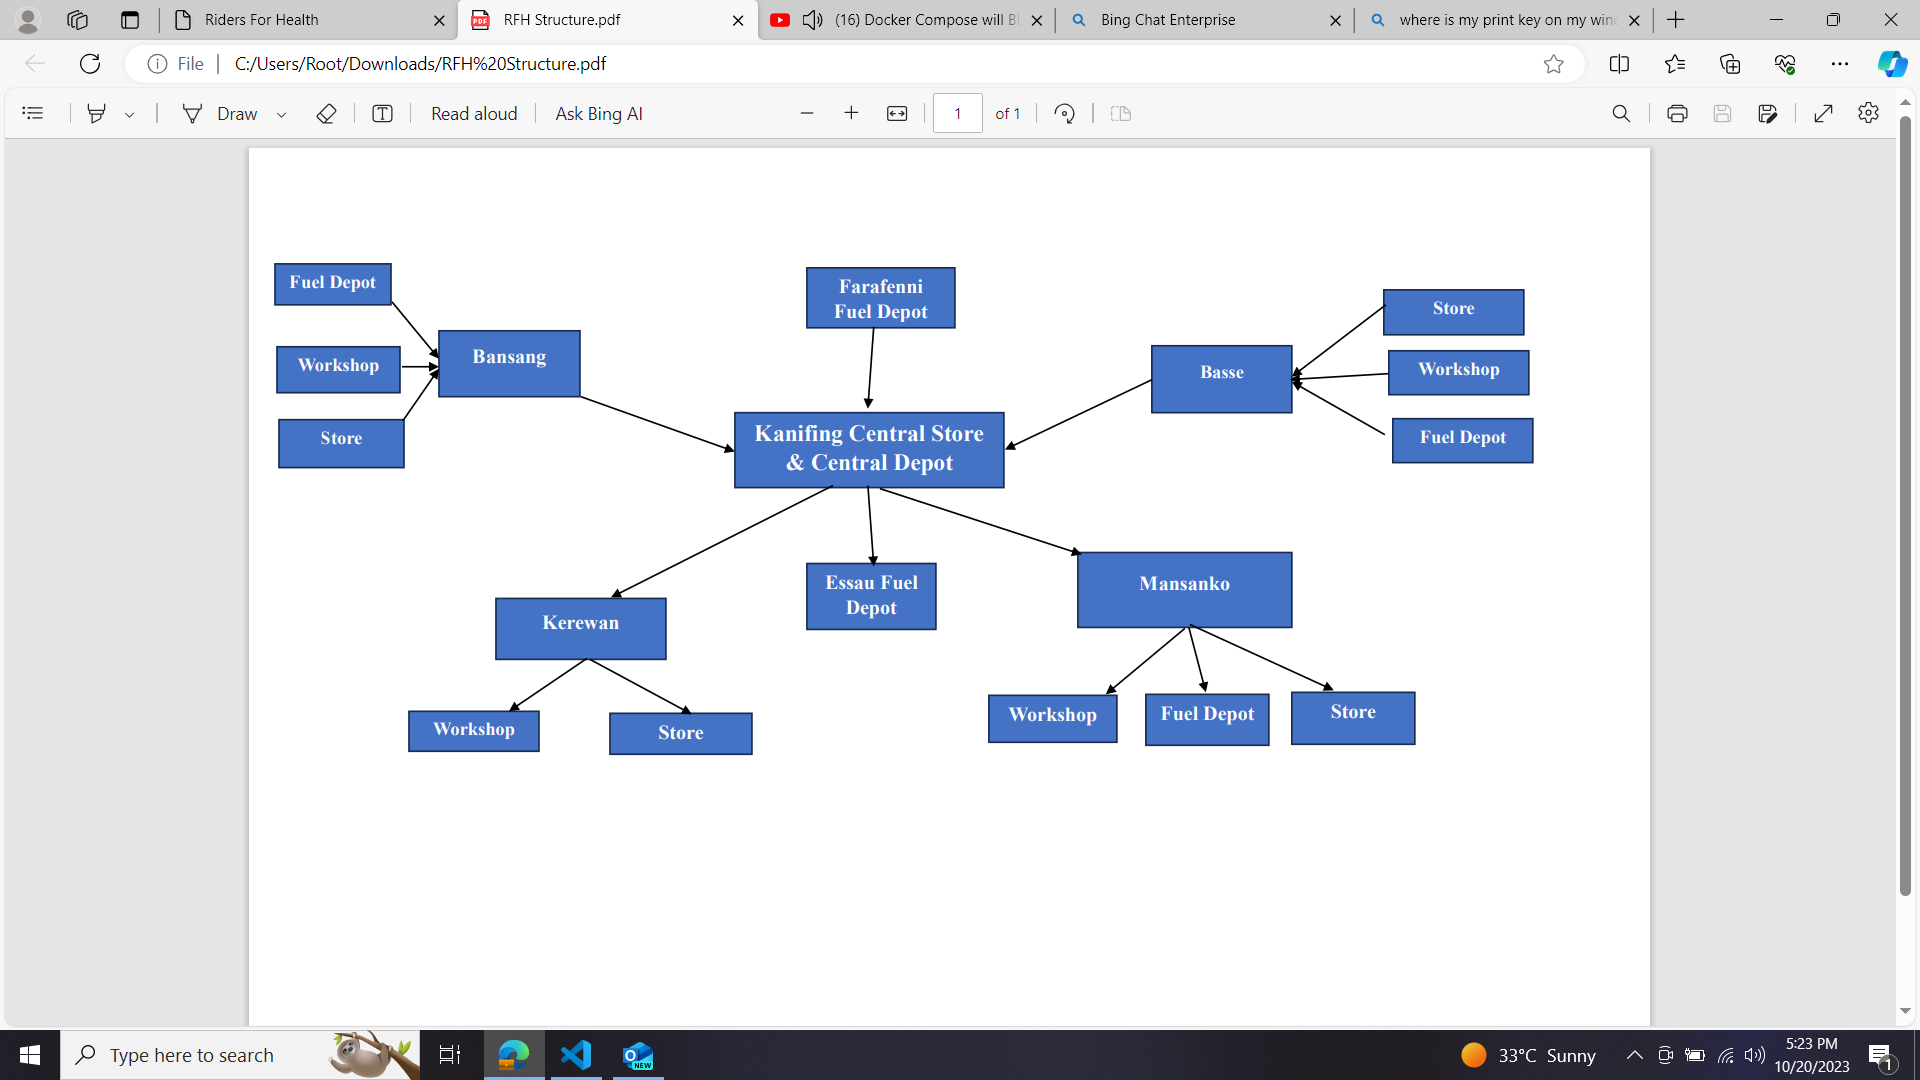 Riders For Health
RFH Structure.pdf
(16) Docker Compose will Bl
Bing Chat Enterprise
where is my print key on my wind
File
C:/Users/Root/Downloads/RFH%20Structure.pdf
Draw
Read aloud
Ask Bing AI
1
of 1
Fuel Depot
Workshop
Store
Bansang
Farafenni
Fuel Depot
Kanifing Central Store
& Central Depot
Basse
Store
Workshop
Fuel Depot
Kerewan
Workshop
Store
Essau Fuel
Depot
Mansanko
Workshop
Fuel Depot
Store
Type here to search
NEW
33°C Sunny
5:23 PM
10/20/2023
1